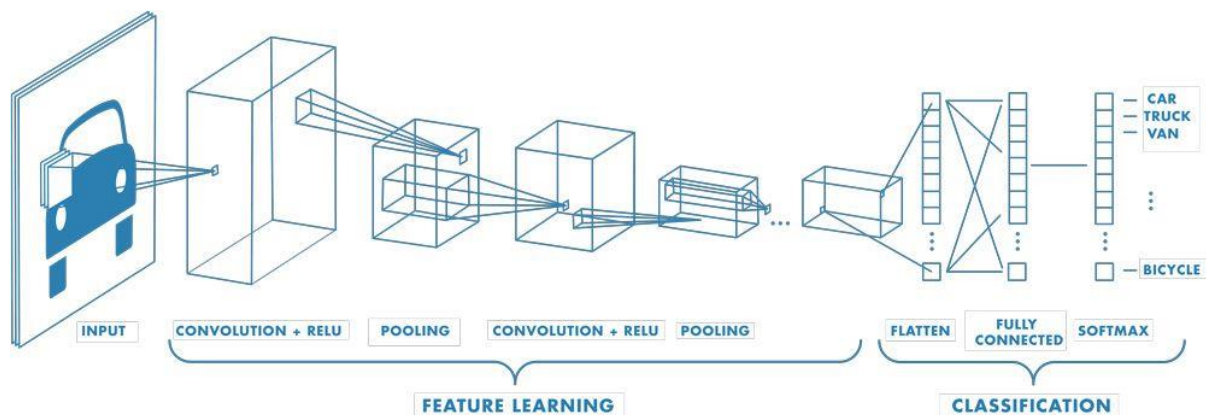 CAR
TRUCK
VAN
BICYCLE
INPUT
CONVOLUTION + RELU
POOLING
CONVOLUTION + RELU
POOLING
FLATTEN
FULLY
CONNECTED
SOFTMAX
FEATURE LEARNING
CLASSIFICATION